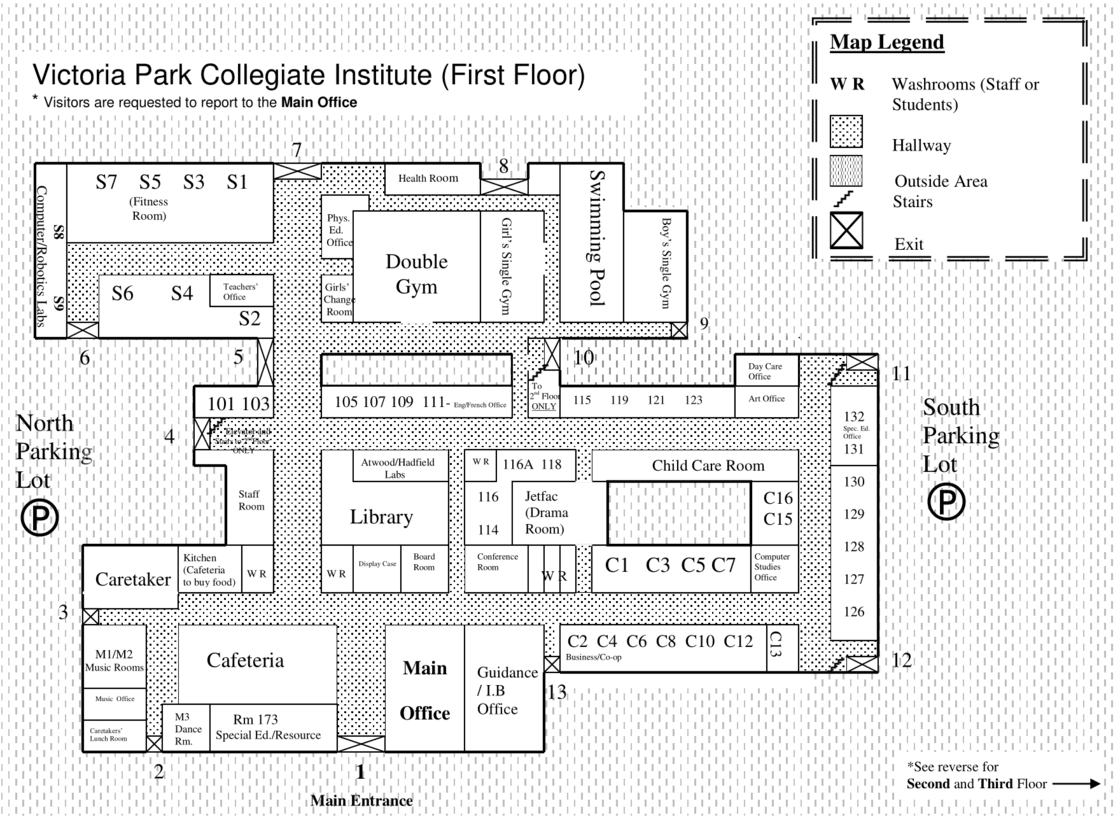 Victoria Park Collegiate Institute (First Floor)
* Visitors are requested to report to the Main Office
Map Legend
W R Washrooms (Staff or
Students)
Hallway
Outside Area
Stairs
Exit
7
8
S7 S5 S3 S1
(Fitness
Room)
Computer/Robotics Labs
S8
S9
Health Room
Phys.
Ed.
Office
Double
Gym
Girl's Single Gym
Swimming Pool
Boy's Single Gym
S6 S4
Teachers'
Office
S2
Girls'
Change
Room
9
6
5
10
To
2nd Floor
ONLY
Day Care
Office
11
101 103
105 107 109 111-
Eng/French Office
115 119 121 123
Art Office
132
Spec. Ed.
Office
131
North
Parking
Lot
P
South
Parking
Lot
P
4
Elevator and
Stairs to 2nd Floor
ONLY
Staff
Room
Atwood/Hadfield
Labs
Library
W R
116A 118
116
114
Jetfac
(Drama
Room)
Child Care Room
C16
C15
130
129
128
127
126
Caretaker
Kitchen
(Cafeteria
to buy food)
W R
W R
Display Case
Board
Room
Conference
Room
W R
C1 C3 C5 C7
Computer
Studies
Office
3
M1/M2
Music Rooms
Music Office
Caretakers'
Lunch Room
Cafeteria
M3
Dance
Rm.
Rm 173
Special Ed./Resource
Main
Office
Guidance
/ I.B
Office
C2 C4 C6 C8 C10 C12
Business/Co-op
C13
12
13
2
1
Main Entrance
*See reverse for
Second and Third Floor